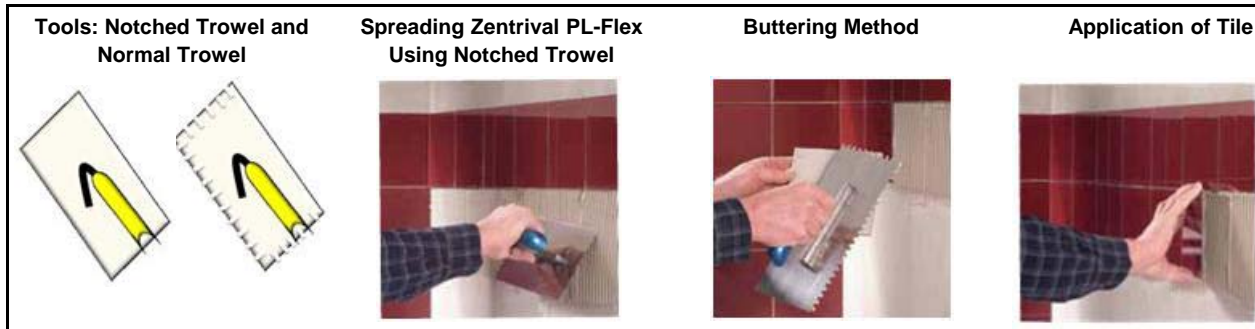 Tools: Notched Trowel and
Normal Trowel
Spreading Zentrival PL-Flex
Using Notched Trowel
Buttering Method
Application of Tile